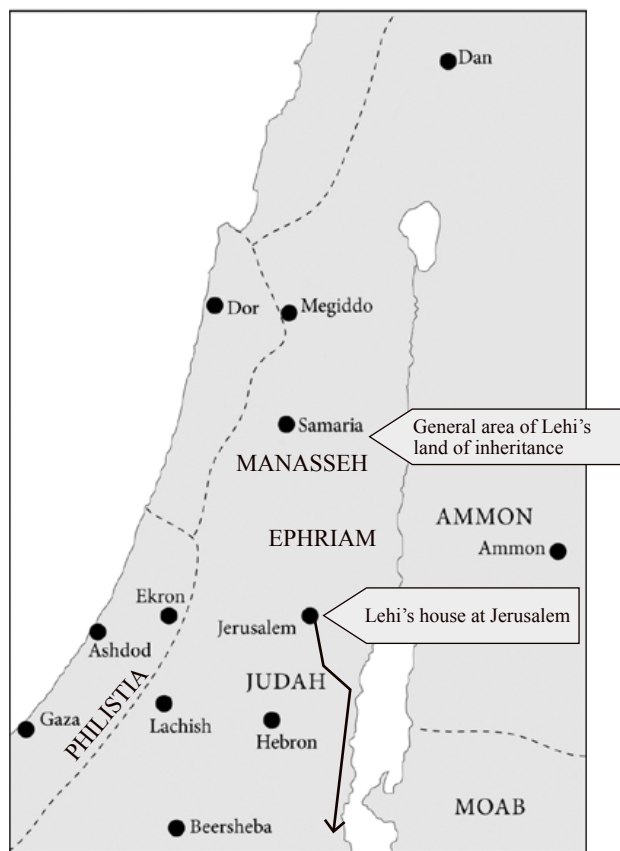 Dan
Dor
Megiddo
Samaria
General area of Lehi’s
land of inheritance
MANASSEH
AMMON
EPHRIAM
Ammon
Ekron
Lehi’s house at Jerusalem
Jerusalem
Ashdod
JUDAH
PHILISTIA
Gaza
Lachish
Hebron
MOAB
Beersheba